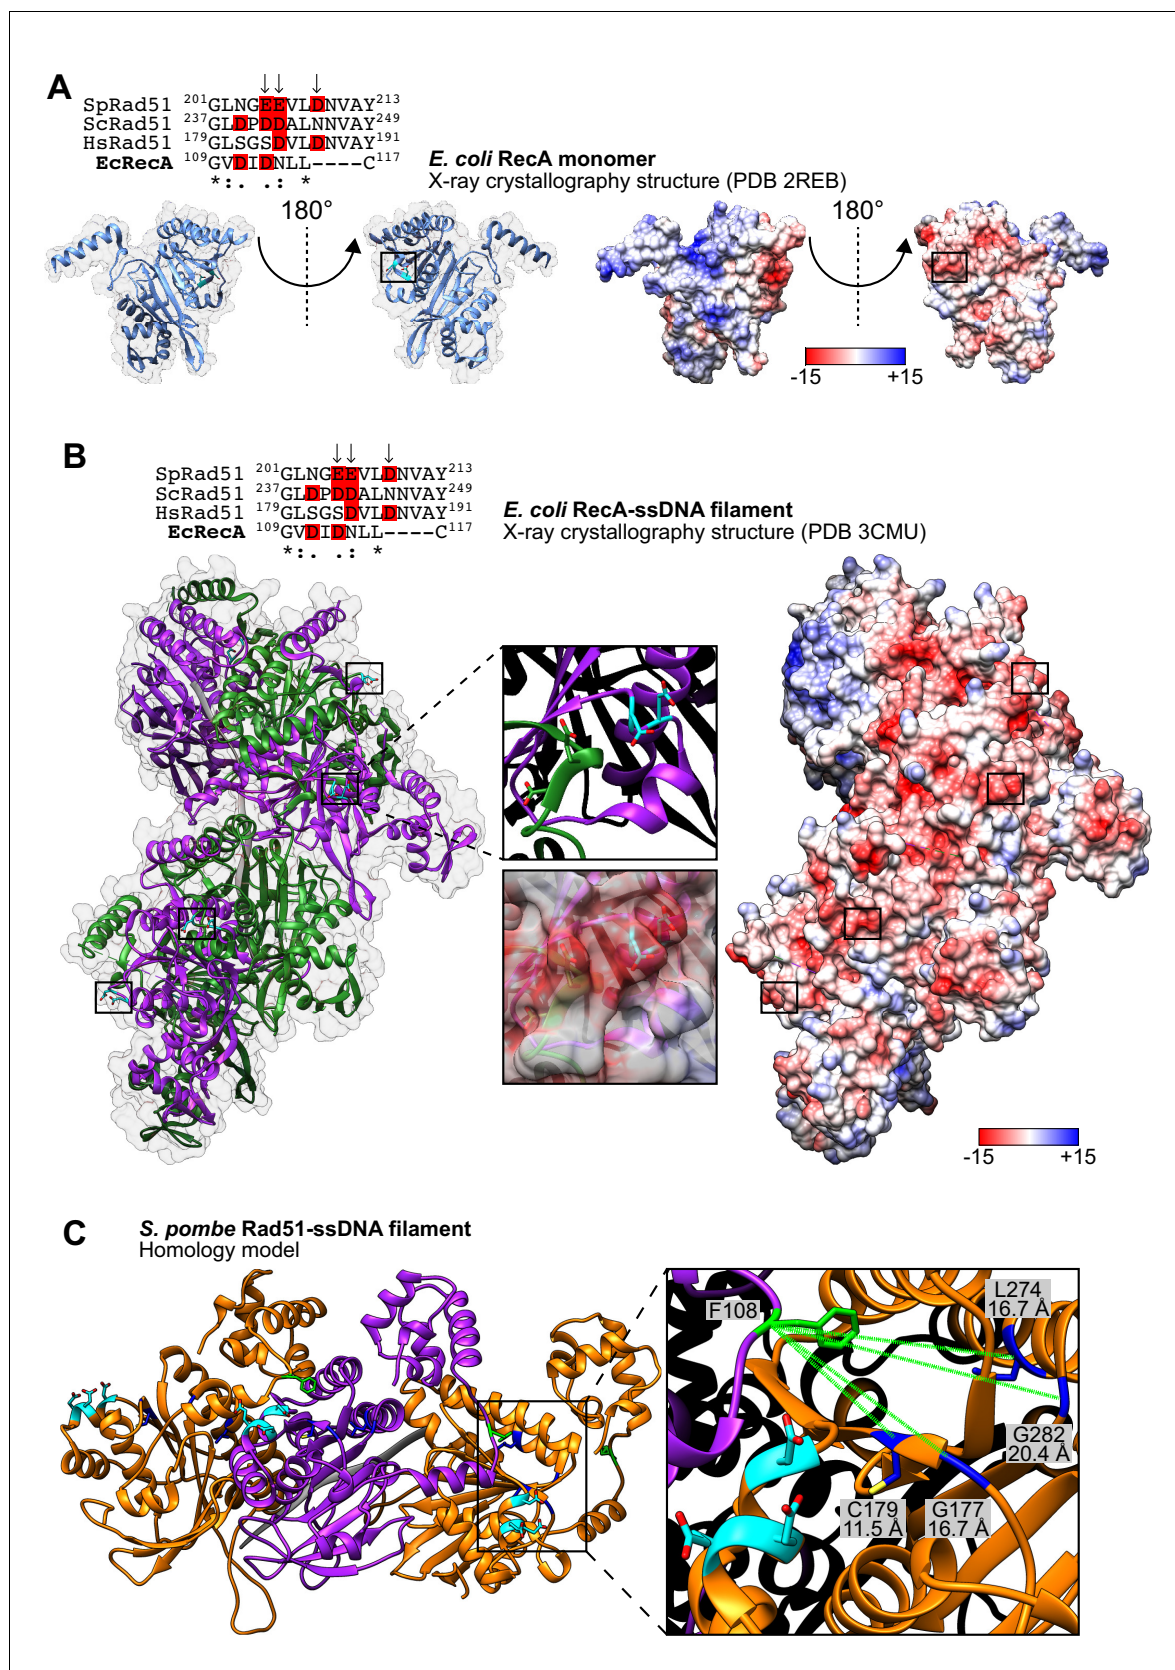 A
SpRad51 201GLNGEEVLDNVAY213
ScRad51 237GLDPDDALNNVAY249
HsRad51 179GLSGSDVLDNVAY191
EcRecA 109GVDIDNLL----C117
*:. .: *
E. coli RecA monomer
X-ray crystallography structure (PDB 2REB)
180°
180°
-15 +15
B
SpRad51 201GLNGEEVLDNVAY213
ScRad51 237GLDPDDALNNVAY249
HsRad51 179GLSGSDVLDNVAY191
EcRecA 109GVDIDNLL----C117
*:. .: *
E. coli RecA-ssDNA filament
X-ray crystallography structure (PDB 3CMU)
-15 +15
C
S. pombe Rad51-ssDNA filament
Homology model
F108
L274
16.7 Å
G282
20.4 Å
C179
11.5 Å
G177
16.7 Å